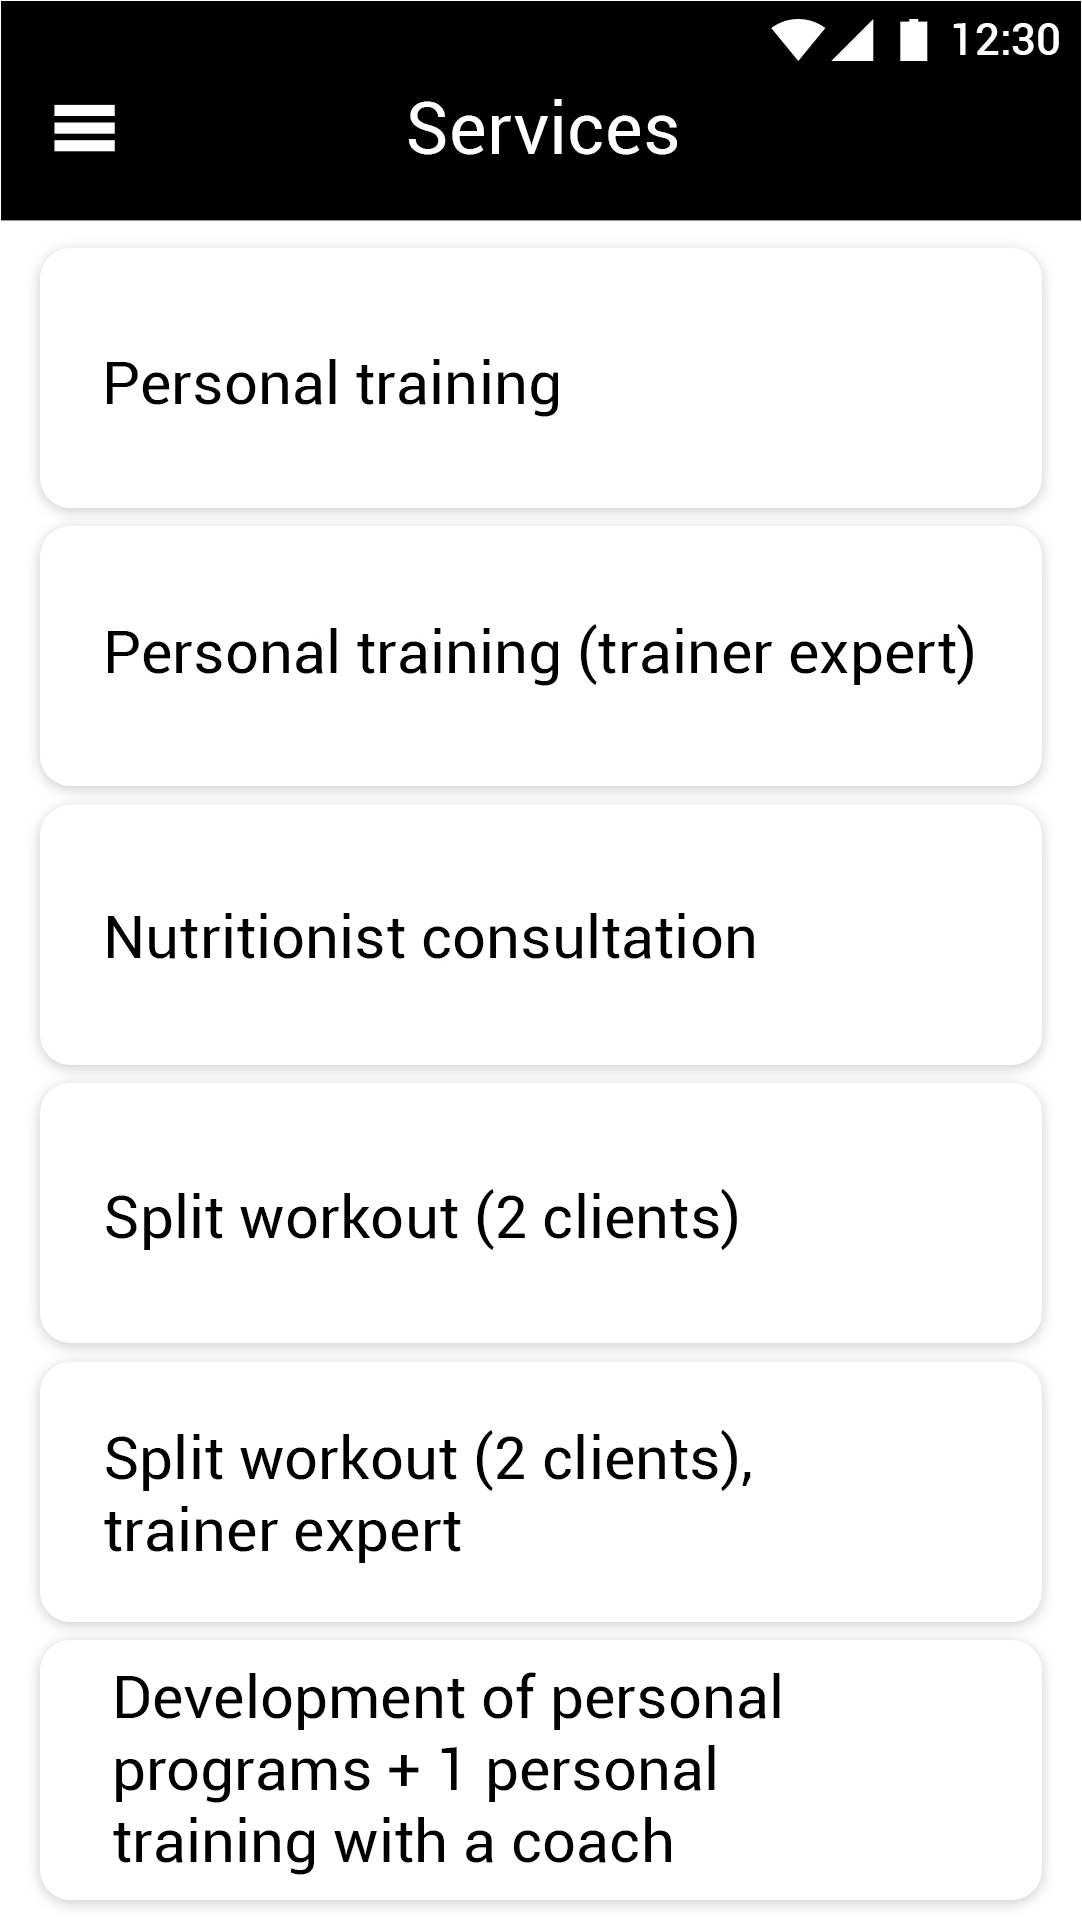 12:30
Services
Personal training
Personal training (trainer expert)
Nutritionist consultation
Split workout (2 clients)
Split workout (2 clients),
trainer expert
Development of personal
programs + 1 personal
training with a coach